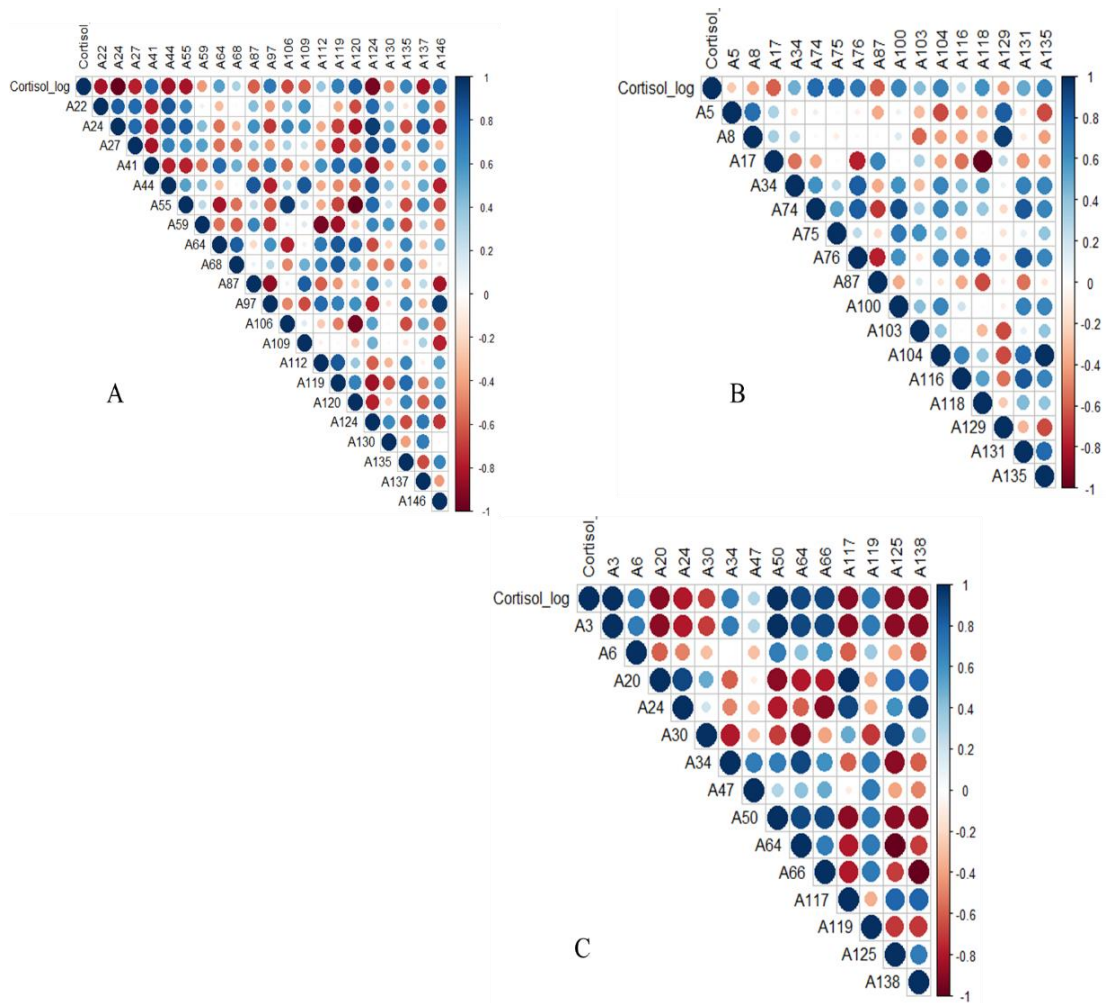 Cortisol_
A22
A24
A27
A41
A44
A55
A59
A64
A68
A87
A97
A106
A109
A112
A119
A120
A124
A130
A135
A137
A146
Cortisol_log
A22
A24
A27
A41
A44
A55
A59
A64
A68
A87
A97
A106
A109
A112
A119
A120
A124
A130
A135
A137
A146
1
0.8
0.6
0.4
0.2
0
-0.2
-0.4
-0.6
-0.8
-1
A
Cortisol_
A5
A8
A17
A34
A74
A75
A76
A87
A100
A103
A104
A116
A118
A129
A131
A135
Cortisol_log
A5
A8
A17
A34
A74
A75
A76
A87
A100
A103
A104
A116
A118
A129
A131
A135
1
0.8
0.6
0.4
0.2
0
-0.2
-0.4
-0.6
-0.8
-1
B
Cortisol_
A3
A6
A20
A24
A30
A34
A47
A50
A64
A66
A117
A119
A125
A138
Cortisol_log
A3
A6
A20
A24
A30
A34
A47
A50
A64
A66
A117
A119
A125
A138
1
0.8
0.6
0.4
0.2
0
-0.2
-0.4
-0.6
-0.8
-1
C